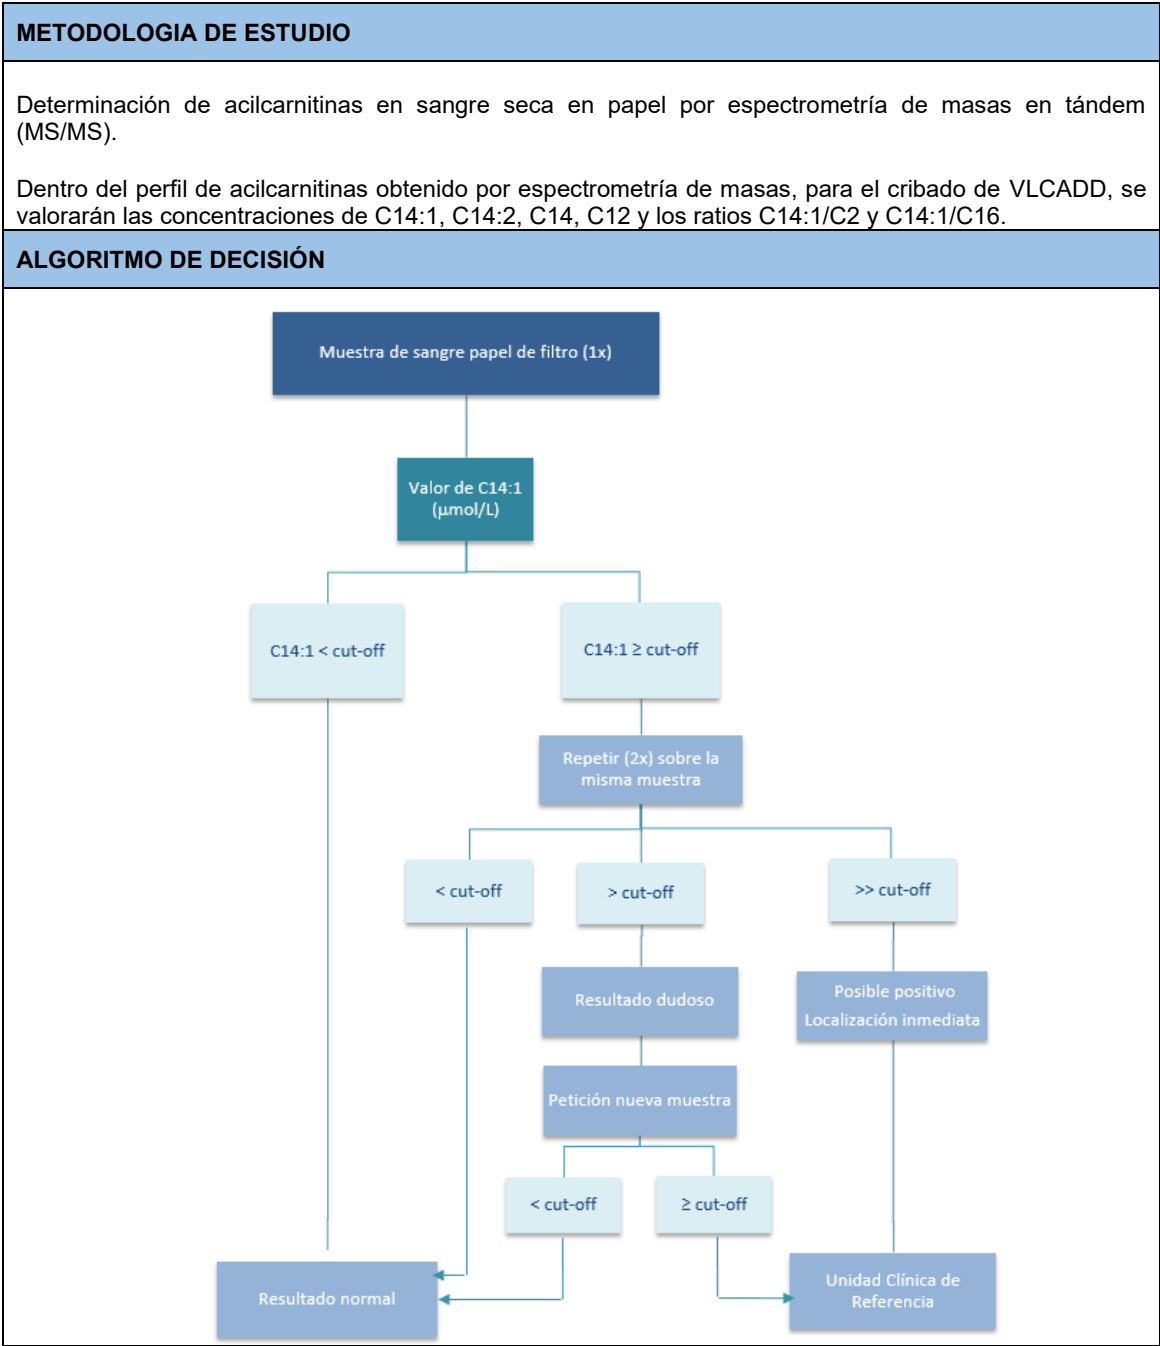 METODOLOGIA DE ESTUDIO
Determinación de acilcarnitinas en sangre seca en papel por espectrometría de masas en tándem
(MS/MS).
Dentro del perfil de acilcarnitinas obtenido por espectrometría de masas, para el cribado de VLCADD, se
valorarán las concentraciones de C14:1, C14:2, C14, C12 y los ratios C14:1/C2 y C14:1/C16.
ALGORITMO DE DECISIÓN
Muestra de sangre papel de filtro (1x)
Valor de C14:1
(µmol/L)
C14:1 < cut-off
C14:1 ≥ cut-off
Repetir (2x) sobre la
misma muestra
< cut-off
> cut-off
>> cut-off
Resultado dudoso
Posible positivo
Localización inmediata
Petición nueva muestra
< cut-off
≥ cut-off
Resultado normal
Unidad Clínica de
Referencia